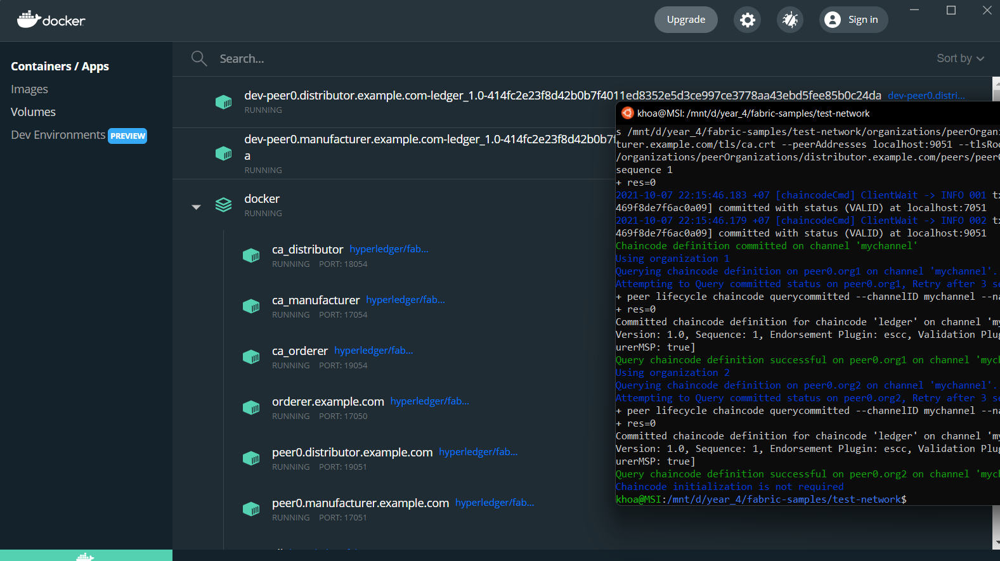 docker
Upgrade
Sign in
Containers / Apps
Images
Volumes
Dev Environments PREVIEW
Search...
Sort by
dev-peer0.distributor.example.com-ledger_1.0-414fc2e23f8d42b0b7f4011ed8352e5d3ce997ce3778aa43ebd5fee85b0c24da dev-peer0.distri...
RUNNING
dev-peer0.manufacturer.example.com-ledger_1.0-414fc2e23f8d42b0b7f
a
RUNNING
docker
RUNNING
ca_distributor hyperledger/fab...
RUNNING PORT: 18054
ca_manufacturer hyperledger/fab...
RUNNING PORT: 17054
ca_orderer hyperledger/fab...
RUNNING PORT: 19054
orderer.example.com hyperledger/fab...
RUNNING PORT: 17050
peer0.distributor.example.com hyperledger/fab...
RUNNING PORT: 19051
peer0.manufacturer.example.com hyperledger/fab...
RUNNING PORT: 17051
khoa@MSI: /mnt/d/year_4/fabric-samples/test-network
s /mnt/d/year_4/fabric-samples/test-network/organizations/peerOrgani
turer.example.com/tls/ca.crt --peerAddresses localhost:9051 --tlsRoo
/organizations/peerOrganizations/distributor.example.com/peers/peer0
sequence 1
+ res=0
2021-10-07 22:15:46.183 +07 [chaincodeCmd] ClientWait -> INFO 001 tx
469f8de7f6ac0a09] committed with status (VALID) at localhost:7051
2021-10-07 22:15:46.179 +07 [chaincodeCmd] ClientWait -> INFO 002 tx
469f8de7f6ac0a09] committed with status (VALID) at localhost:9051
Chaincode definition committed on channel 'mychannel'
Using organization 1
Querying chaincode definition on peer0.org1 on channel 'mychannel'.
Attempting to Query committed status on peer0.org1, Retry after 3 se
+ peer lifecycle chaincode querycommitted --channelID mychannel --na
+ res=0
Committed chaincode definition for chaincode 'ledger' on channel 'my
Version: 1.0, Sequence: 1, Endorsement Plugin: escc, Validation Plug
urerMSP: true]
Query chaincode definition successful on peer0.org1 on channel 'mych
Using organization 2
Querying chaincode definition on peer0.org2 on channel 'mychannel'.
Attempting to Query committed status on peer0.org2, Retry after 3 se
+ peer lifecycle chaincode querycommitted --channelID mychannel --na
+ res=0
Committed chaincode definition for chaincode 'ledger' on channel 'my
Version: 1.0, Sequence: 1, Endorsement Plugin: escc, Validation Plug
urerMSP: true]
Query chaincode definition successful on peer0.org2 on channel 'mych
Chaincode initialization is not required
khoa@MSI:/mnt/d/year_4/fabric-samples/test-network$